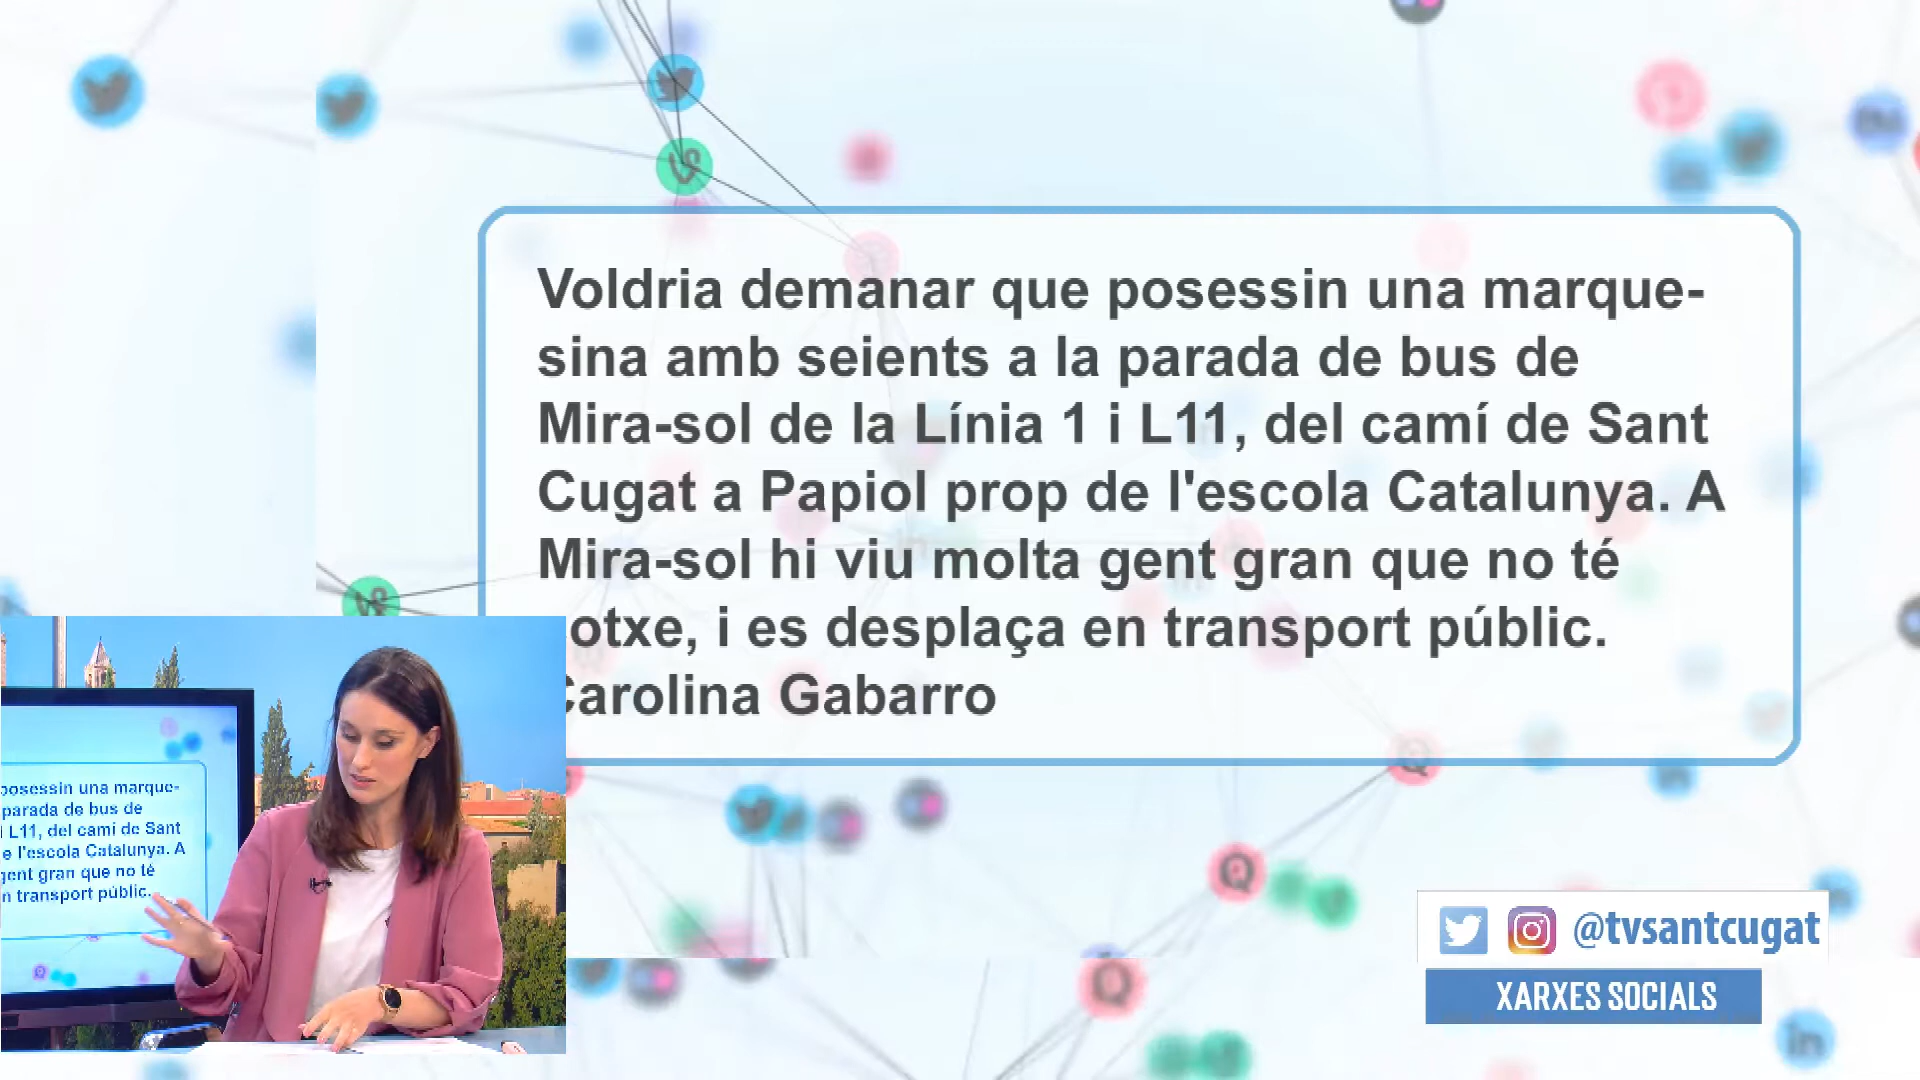 Voldria demanar que posessin una marque-
sina amb seients a la parada de bus de
Mira-sol de la Línia 1 i L11, del camí de Sant
Cugat a Papiol prop de l'escola Catalunya. A
Mira-sol hi viu molta gent gran que no té
otxe, i es desplaça en transport públic.
Carolina Gabarro
posessin una marque-
parada de bus de
i L11, del camí de Sant
e l'escola Catalunya. A
gent gran que no té
n transport públic.
@tvsantcugat
XARXES SOCIALS